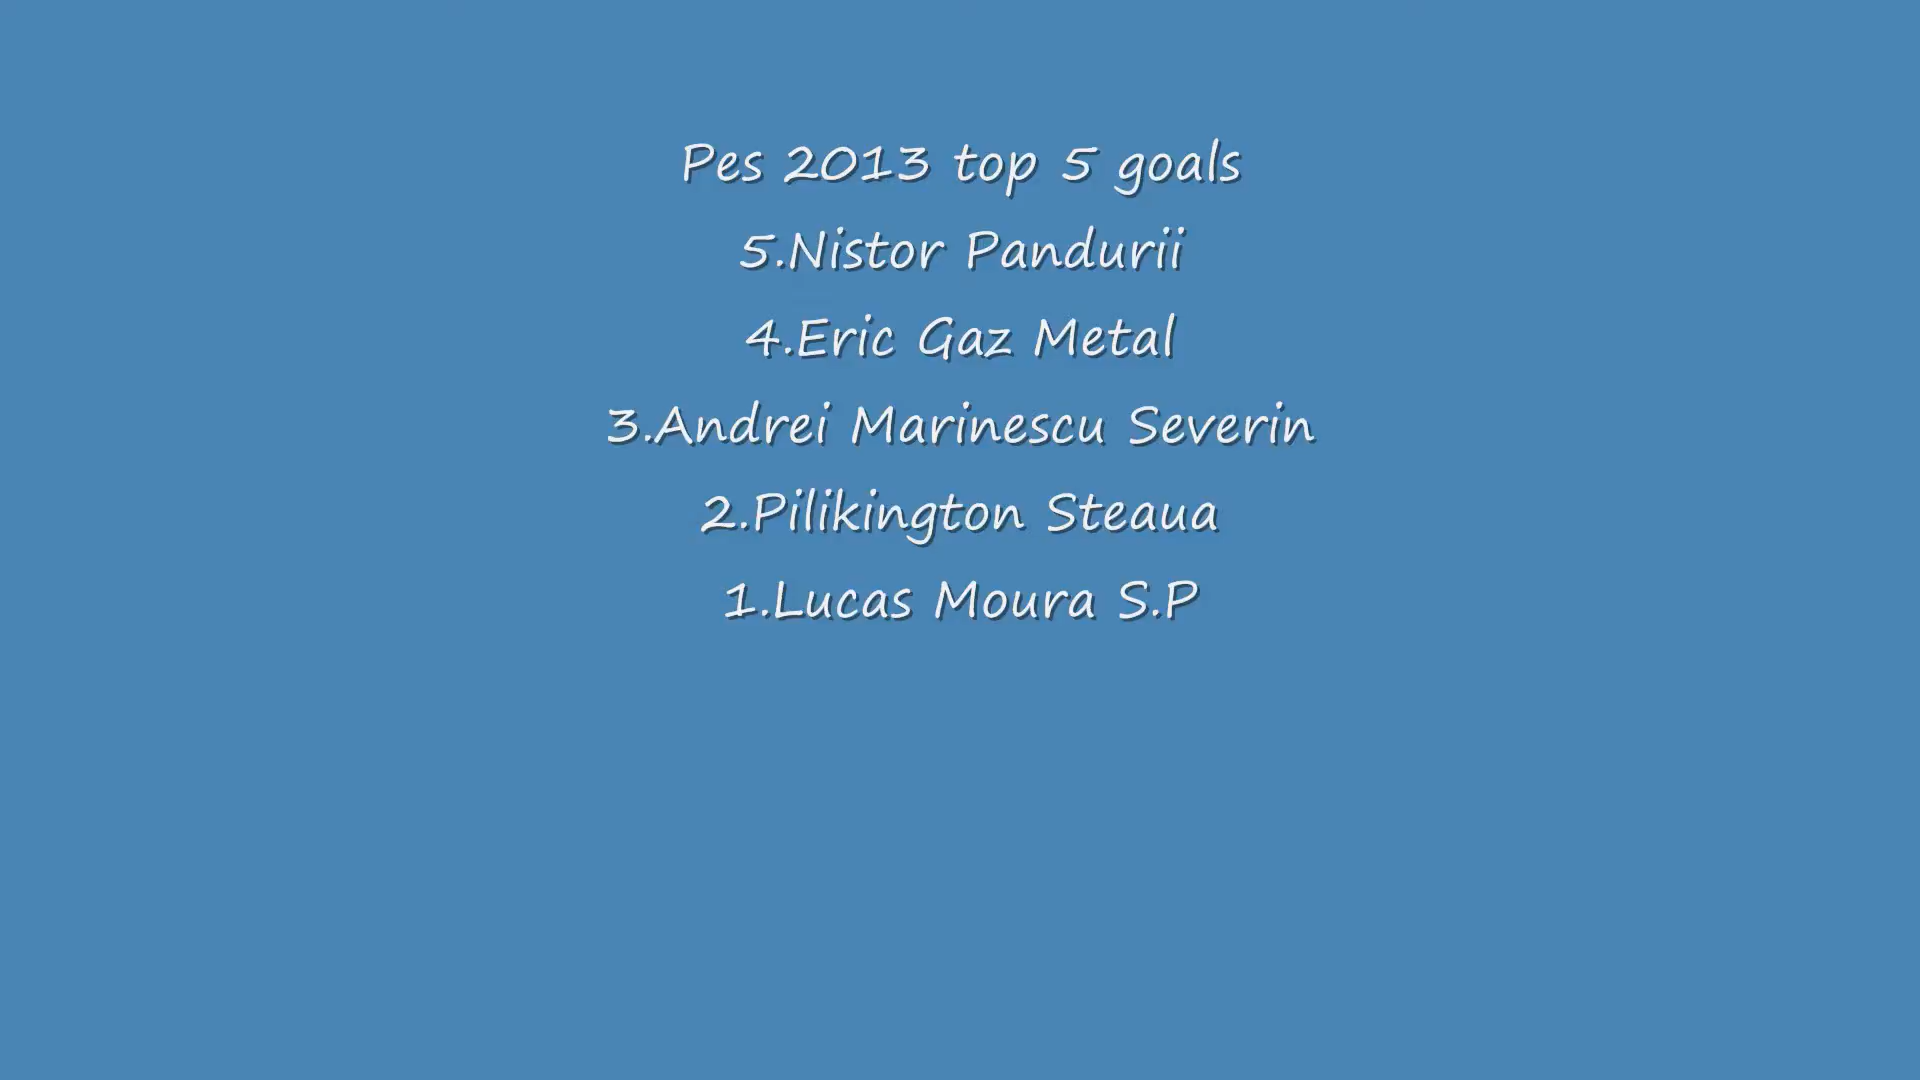 Pes 2013 top 5 goals
5.Nistor Pandurii
4.Eric Gaz Metal
3.Andrei Marinescu Severin
2.Pilikington Steaua
1.Lucas Moura S.P